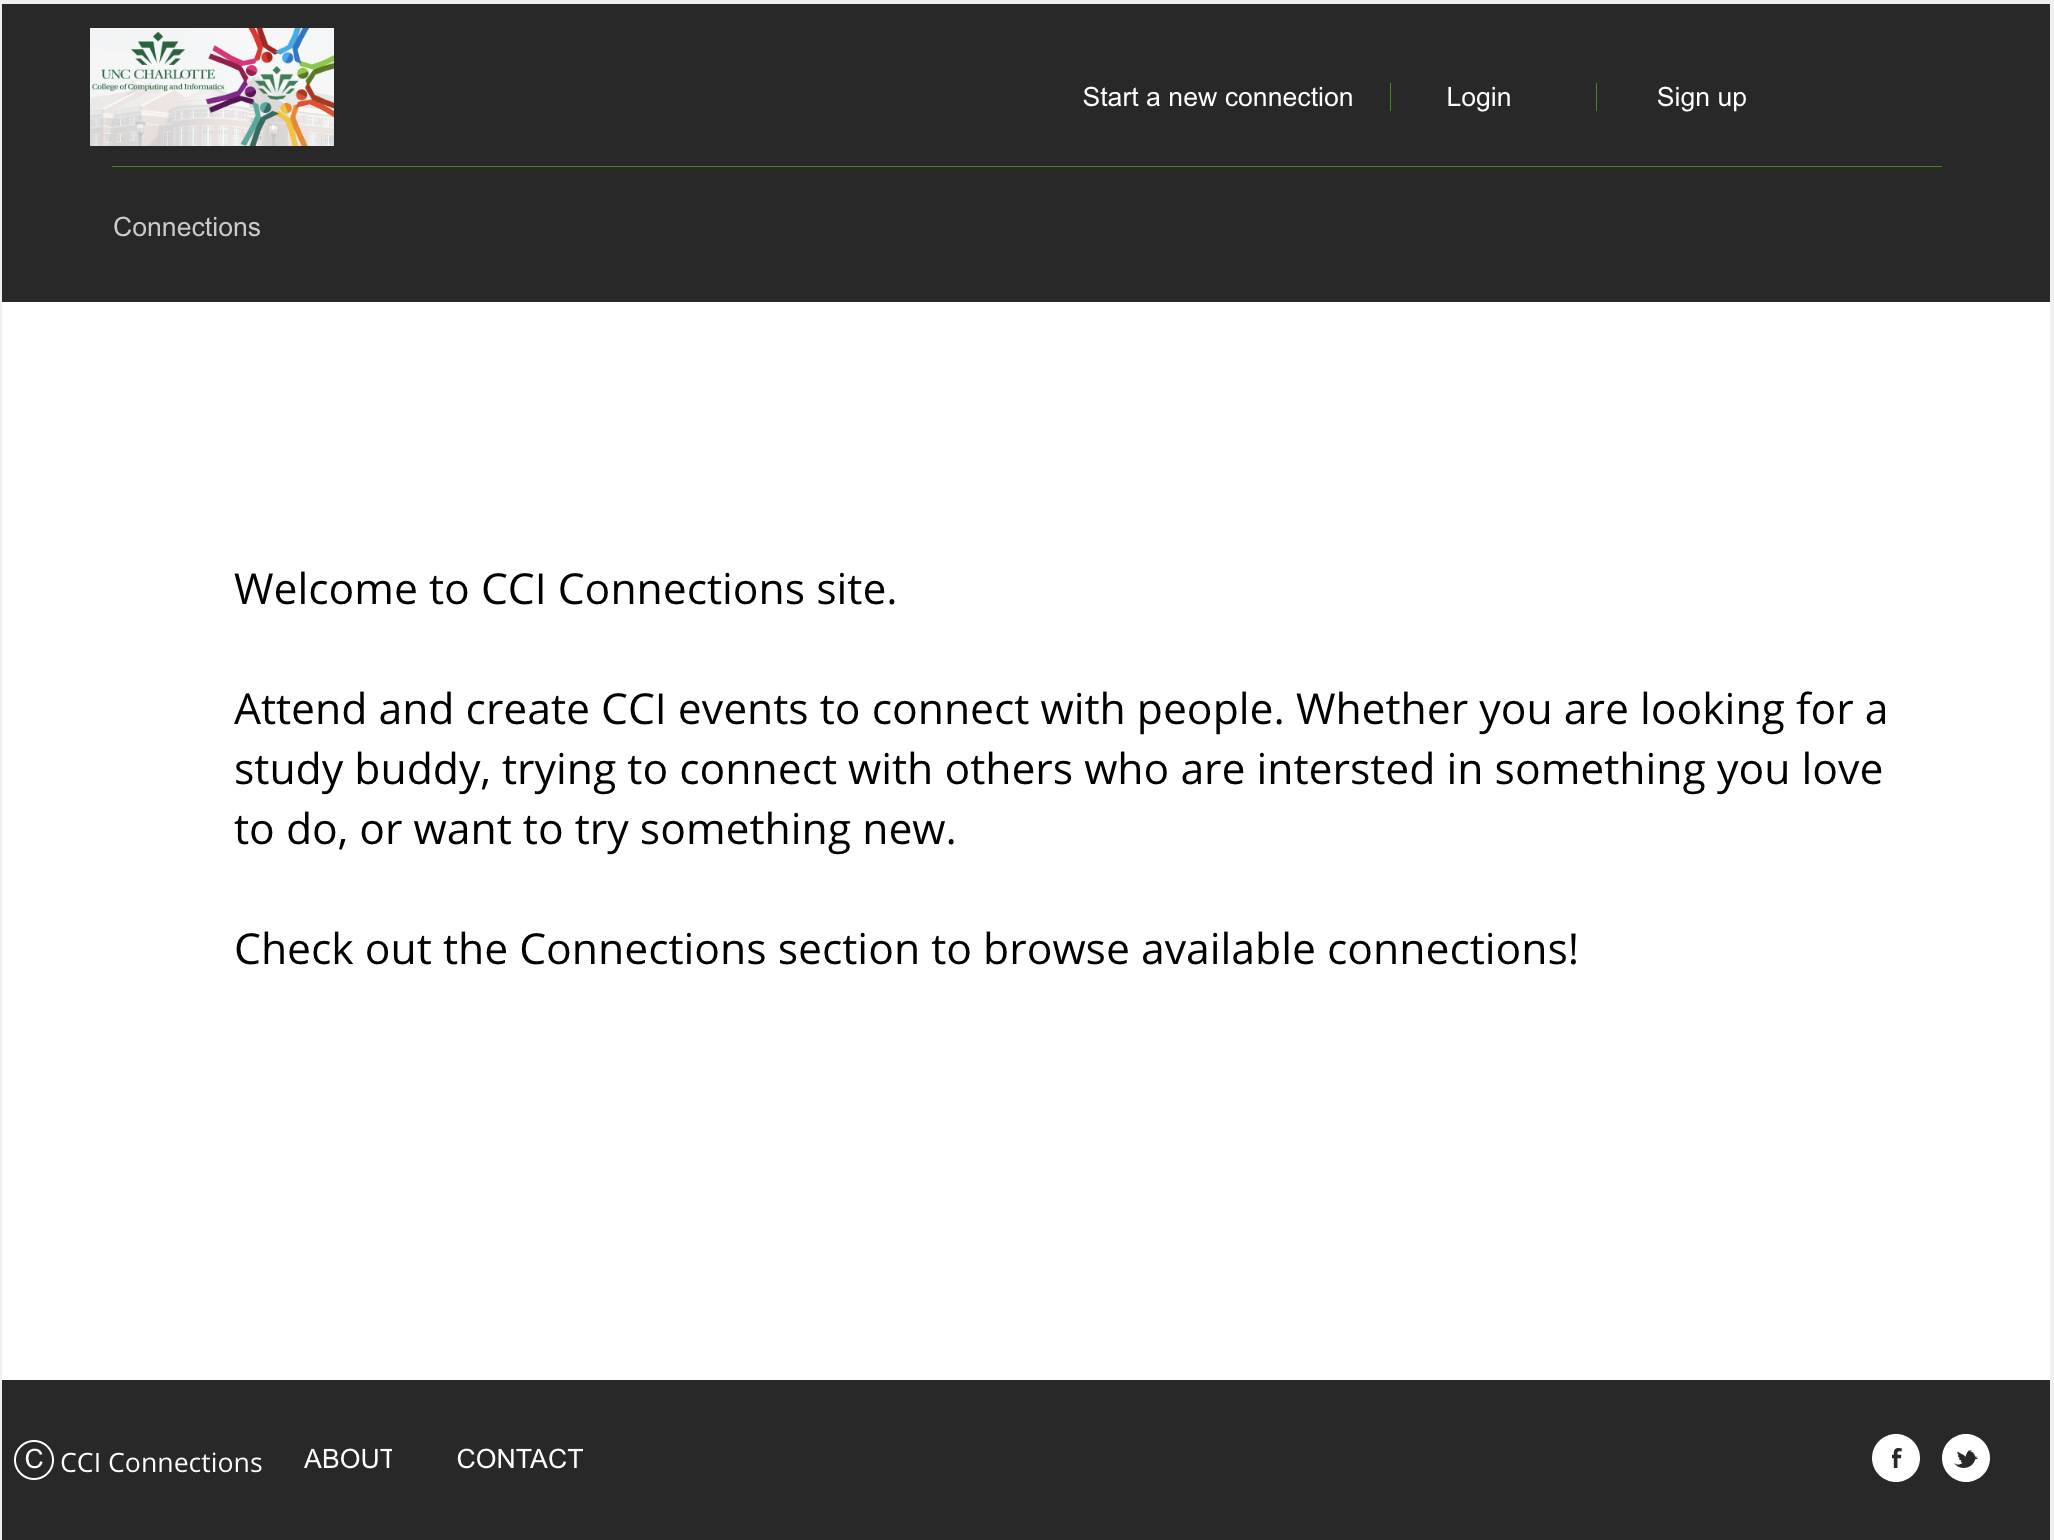 UNC CHARLOTTE
College of Computing and Informatics
Start a new connection
Login
Sign up
Connections
Welcome to CCI Connections site.
Attend and create CCI events to connect with people. Whether you are looking for a
study buddy, trying to connect with others who are intersted in something you love
to do, or want to try something new.
Check out the Connections section to browse available connections!
© CCI Connections
ABOUT
CONTACT
f